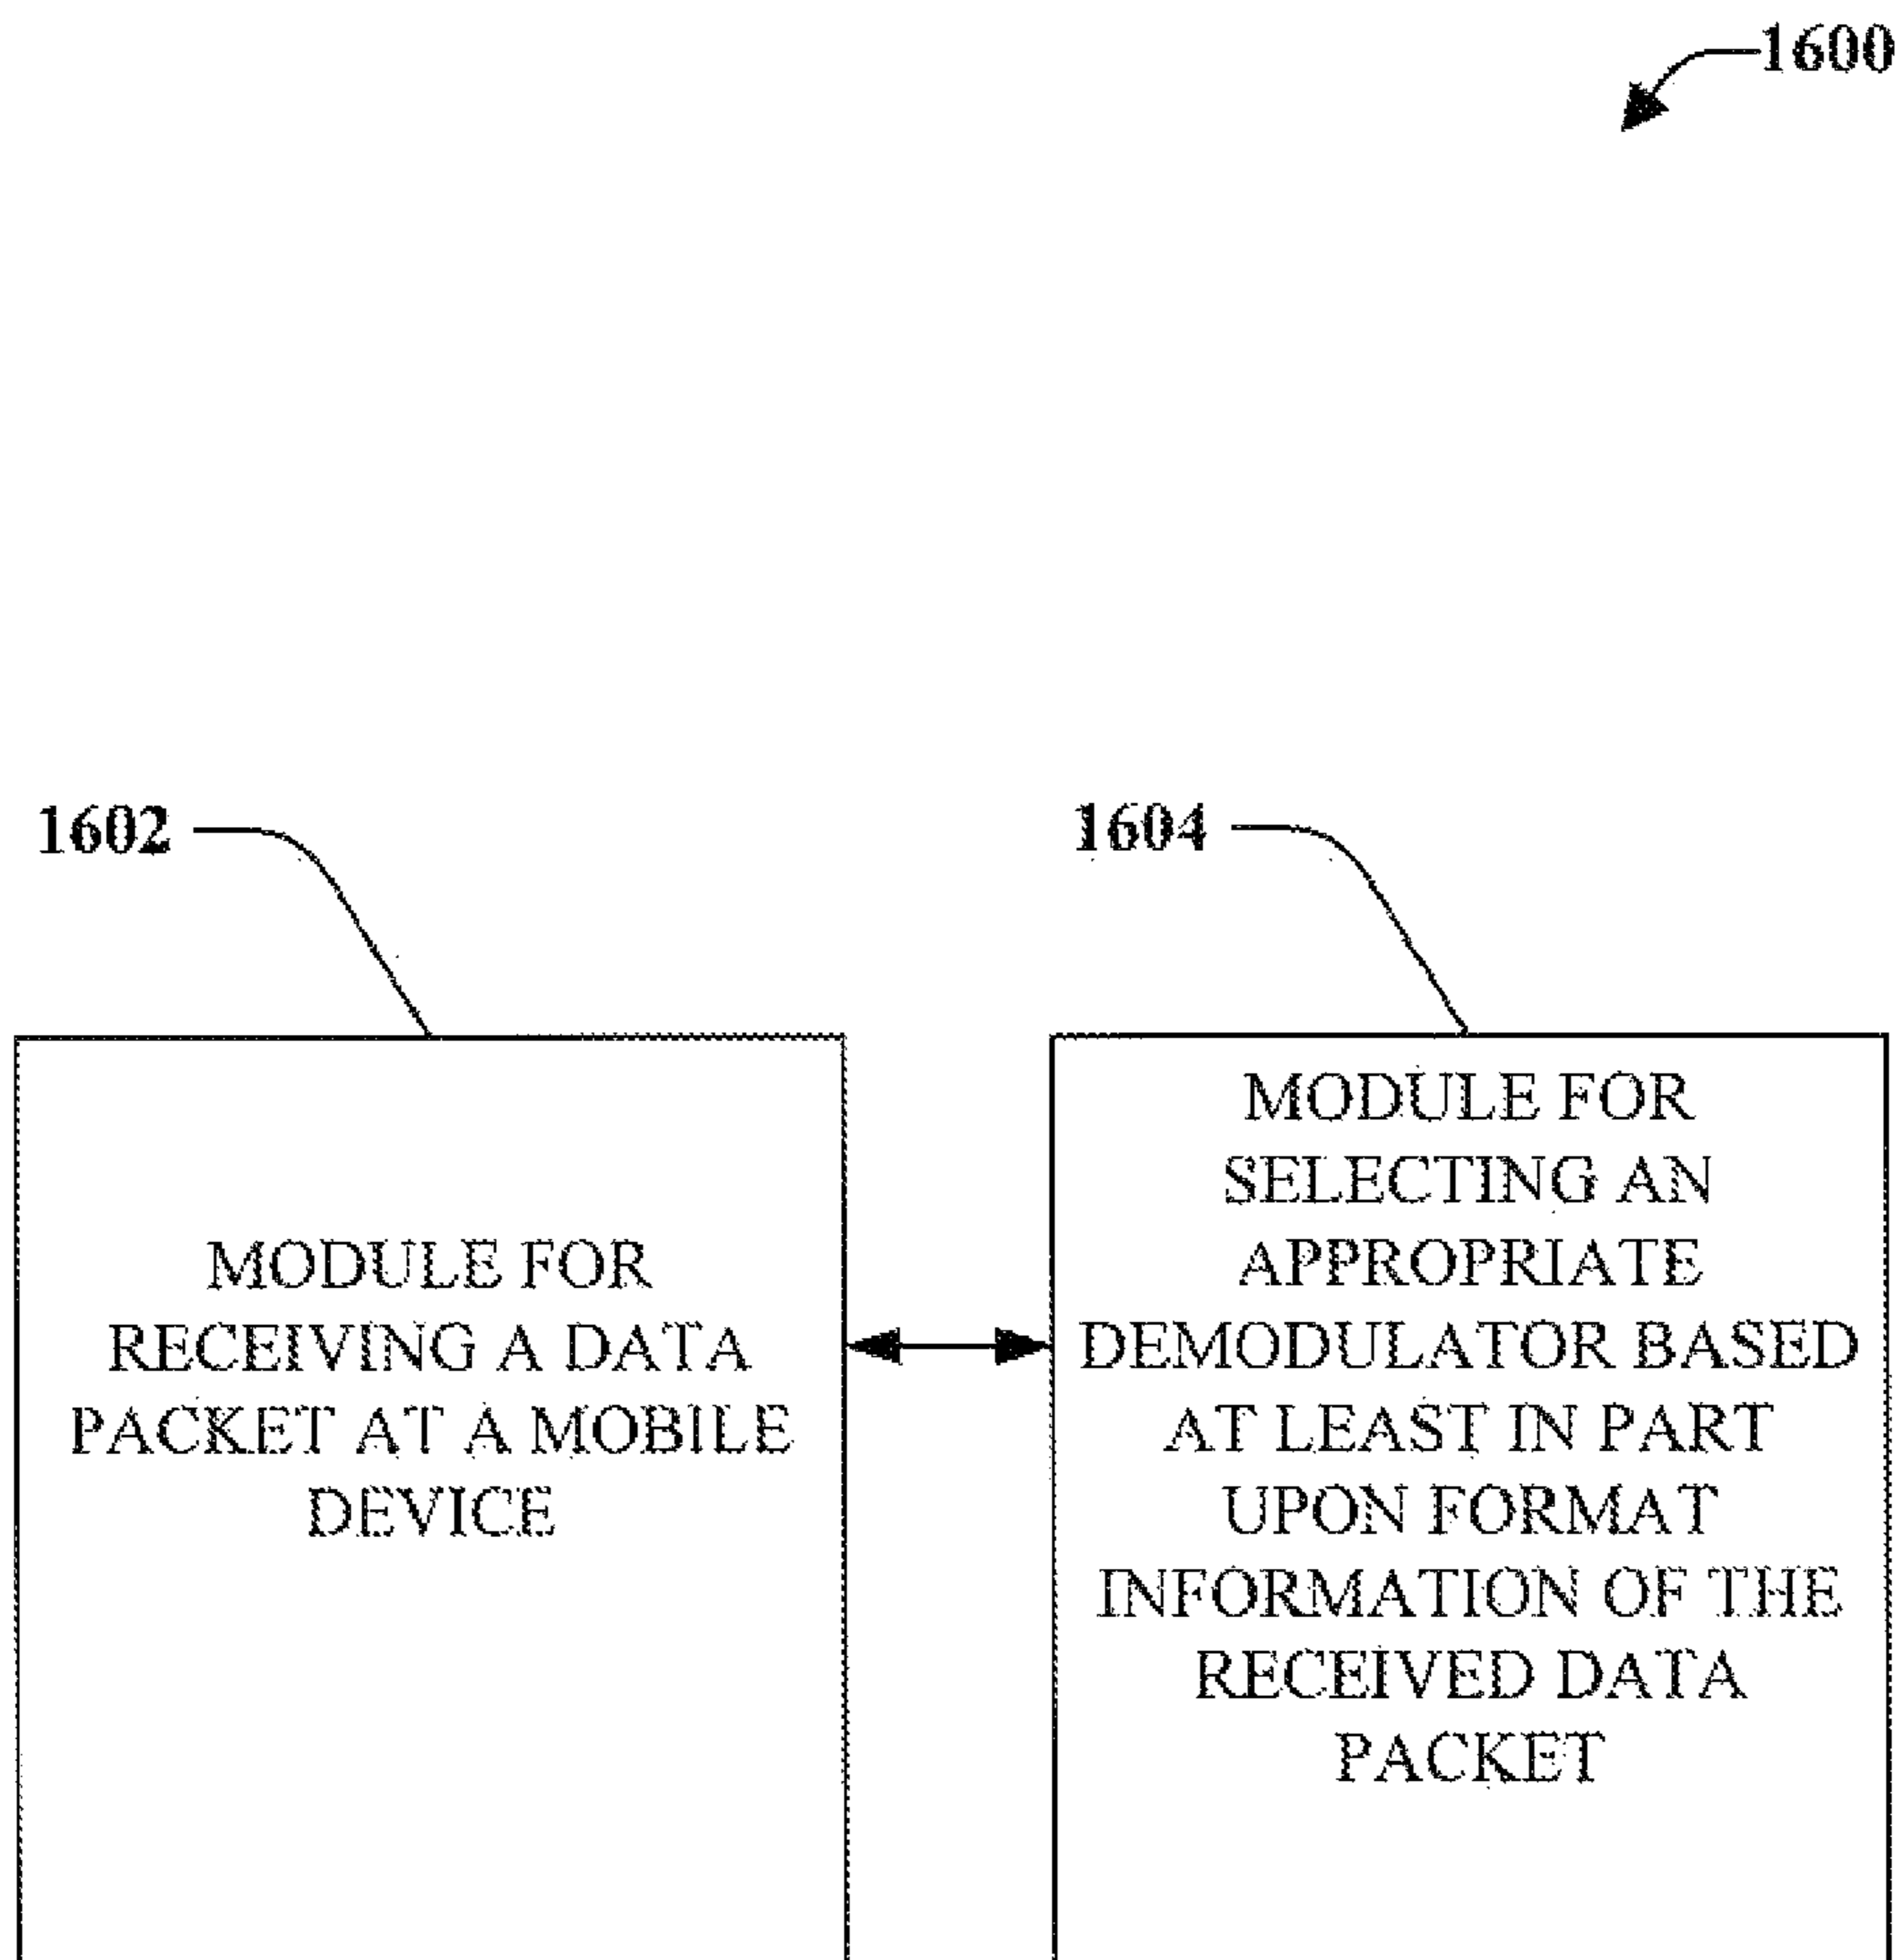 1600
1602
1604
MODULE FOR
RECEIVING A DATA
PACKET AT A MOBILE
DEVICE
MODULE FOR
SELECTING AN
APPROPRIATE
DEMODULATOR BASED
AT LEAST IN PART
UPON FORMAT
INFORMATION OF THE
RECEIVED DATA
PACKET